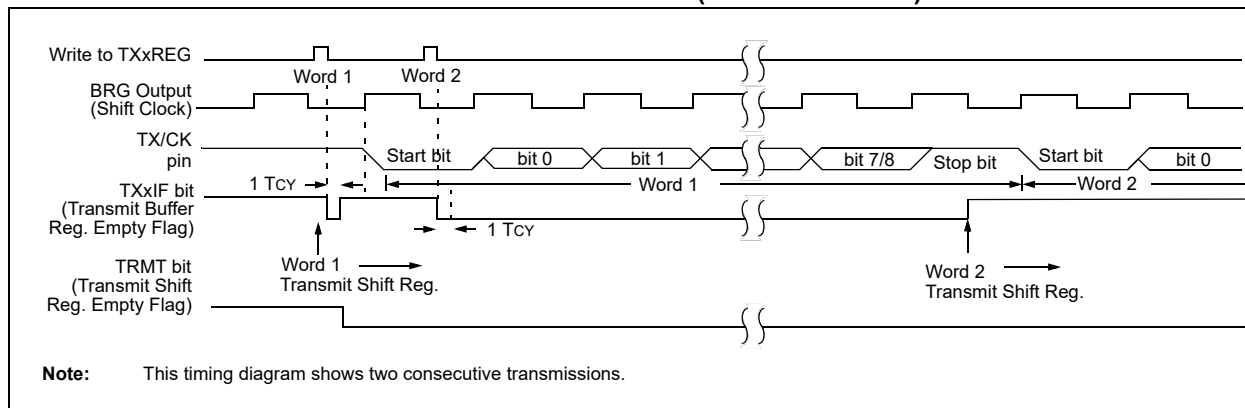 Write to TXxREG
Word 1
Word 2
BRG Output
(Shift Clock)
TX/CK
pin
Start bit
bit 0
bit 1
bit 7/8
Stop bit
Start bit
bit 0
1 TCY
Word 1
Word 2
TXxIF bit
(Transmit Buffer
Reg. Empty Flag)
1 TCY
Word 1
Transmit Shift Reg.
Word 2
Transmit Shift Reg.
TRMT bit
(Transmit Shift
Reg. Empty Flag)
Note: This timing diagram shows two consecutive transmissions.